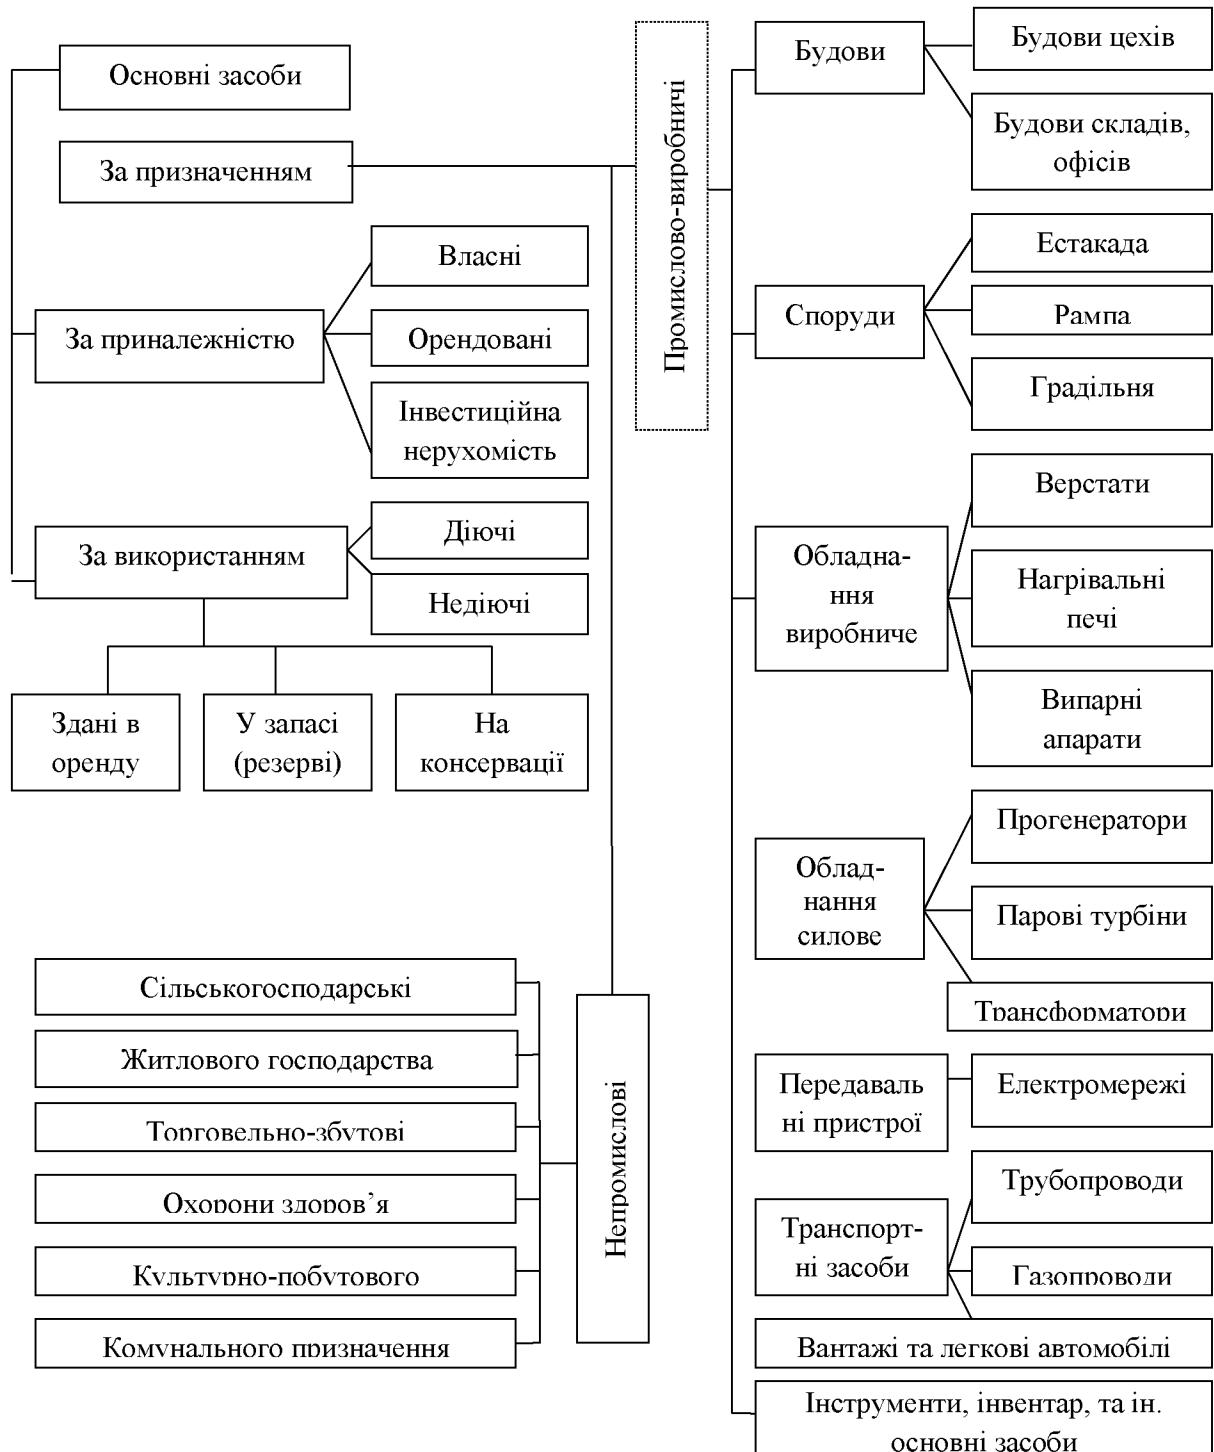 Основні засоби
За призначенням
За приналежністю
Власні
Орендовані
Інвестиційна
нерухомість
За використанням
Діючі
Недіючі
Здані в
оренду
У запасі
(резерві)
На
консервації
Промислово-виробничі
Непромислові
Сільськогосподарські
Житлового господарства
Торговельно-збутові
Охорони здоров’я
Культурно-побутового
Комунального призначення
Будови
Будови цехів
Будови складів,
офісів
Споруди
Естакада
Рампа
Градільня
Обладна-
ння
виробниче
Верстати
Нагрівальні
печі
Випарні
апарати
Облад-
нання
силове
Прогенератори
Парові турбіни
Трансформатори
Передаваль
ні пристрої
Електромережі
Транспорт-
ні засоби
Трубопроводи
Газопроводи
Вантажі та легкові автомобілі
Інструменти, інвентар, та ін.
основні засоби